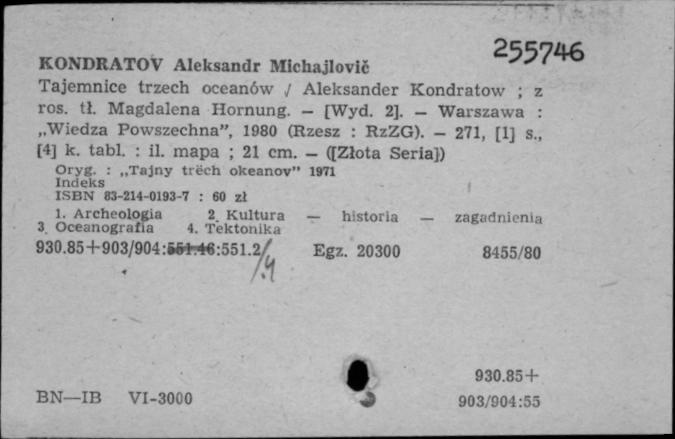 255746
KONDRATOV Aleksandr Michajlovič
Tajemnice trzech oceanów / Aleksander Kondratow ; z
ros. tł. Magdalena Hornung. — [Wyd. 2]. — Warszawa :
„Wiedza Powszechna”, 1980 (Rzesz : RzZG). — 271, [1] s.,
[4] k. tabl. : il. mapa ; 21 cm. — ([Złota Seria])
Oryg. : „Tajny trëch okeanov” 1971
Indeks
ISBN 83-214-0193-7 : 60 zł
1. Archeologia 2. Kultura — historia — zagadnienia
3. Oceanografia 4. Tektonika
930.85+903/904:551.46:551.2/.4 Egz. 20300 8455/80
930.85+
BN—IB VI-3000 903/904:55